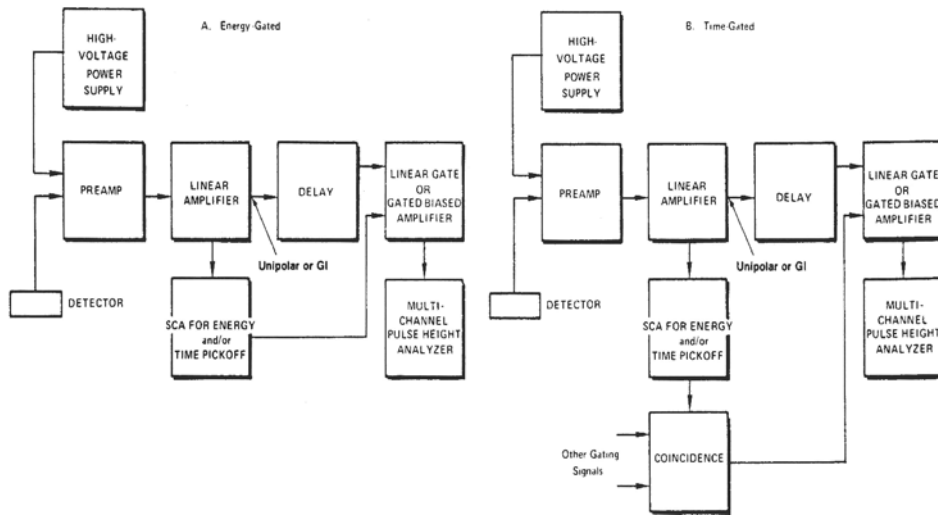 A. Energy-Gated
HIGH-
VOLTAGE
POWER
SUPPLY
PREAMP
LINEAR
AMPLIFIER
DELAY
LINEAR GATE
OR
GATED BIASED
AMPLIFIER
Unipolar or GI
DETECTOR
SCA FOR ENERGY
and/or
TIME PICKOFF
MULTI-
CHANNEL
PULSE HEIGHT
ANALYZER
B. Time-Gated
HIGH-
VOLTAGE
POWER
SUPPLY
PREAMP
LINEAR
AMPLIFIER
DELAY
LINEAR GATE
OR
GATED BIASED
AMPLIFIER
Unipolar or GI
DETECTOR
SCA FOR ENERGY
and/or
TIME PICKOFF
MULTI-
CHANNEL
PULSE HEIGHT
ANALYZER
Other Gating
Signals
COINCIDENCE